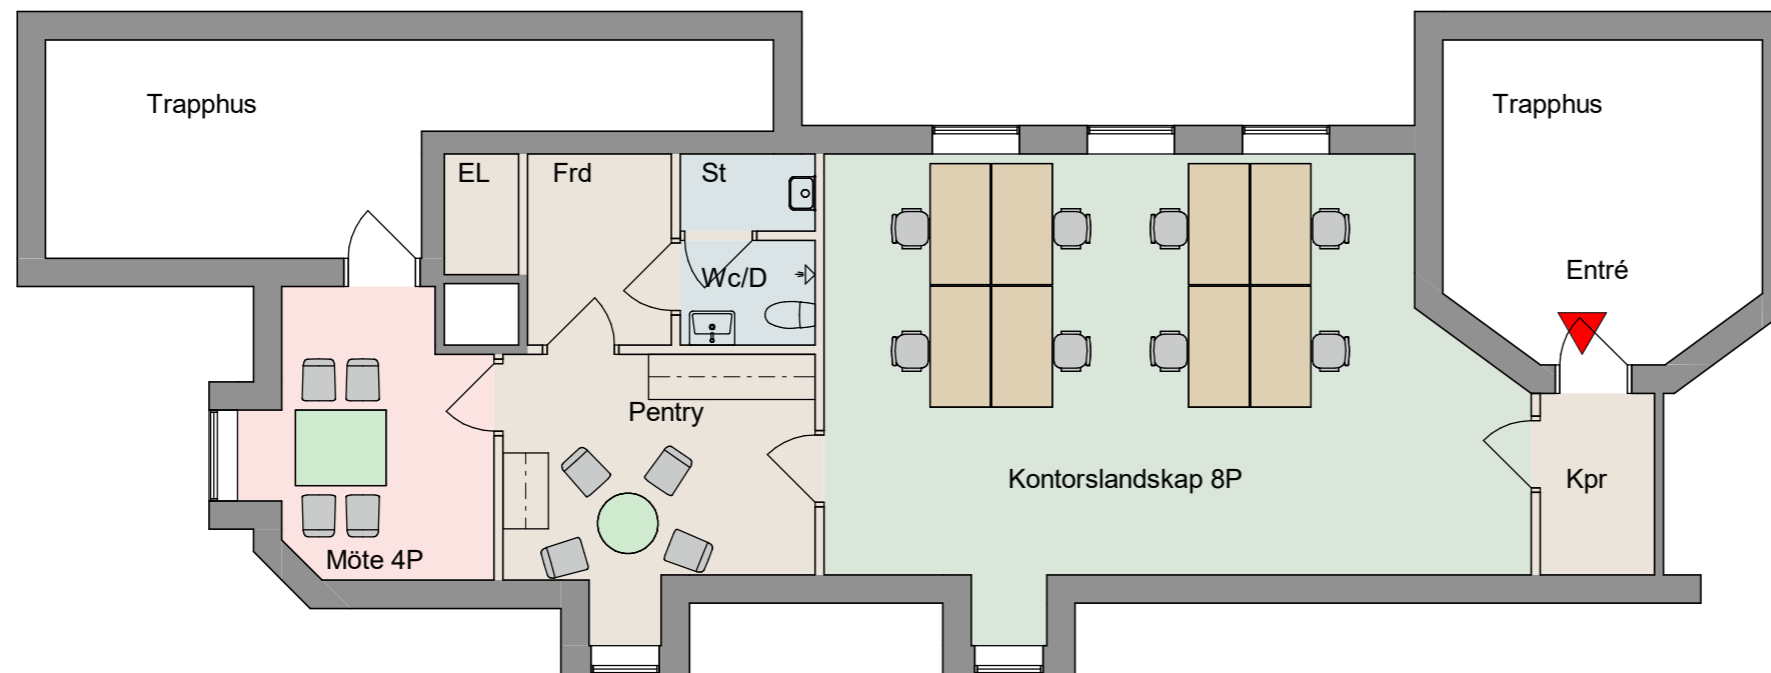 Trapphus
Trapphus
EL
Frd
St
Entré
Wc/D
Pentry
Kontorslandskap 8P
Kpr
Möte 4P